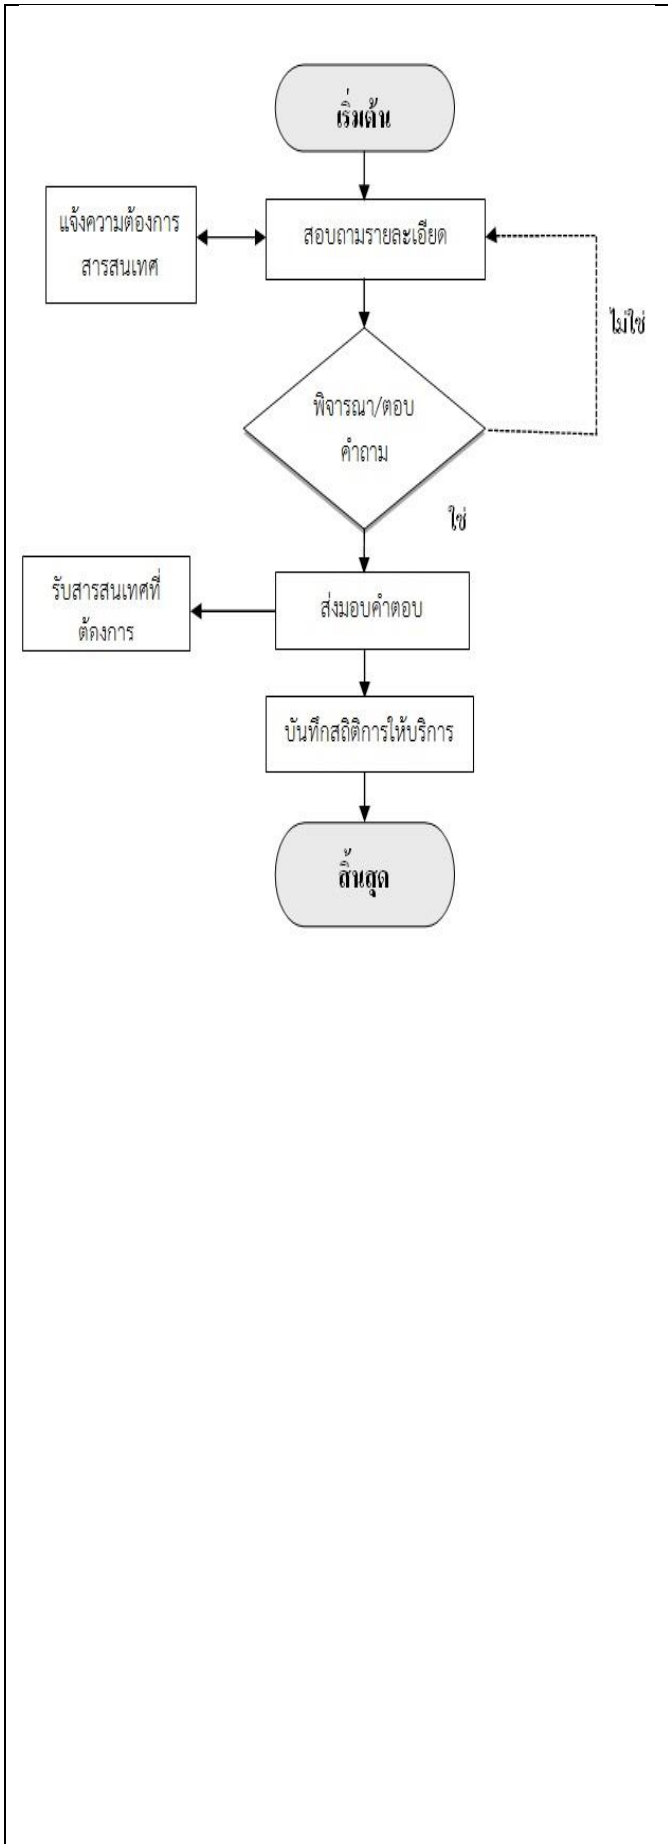 เริ่มต้น
แจ้งความต้องการ
สารสนเทศ
สอบถามรายละเอียด
ไม่ใช่
พิจารณา/ตอบ
คำถาม
ใช่
รับสารสนเทศที่
ต้องการ
ส่งมอบคำตอบ
บันทึกสถิติการให้บริการ
สิ้นสุด